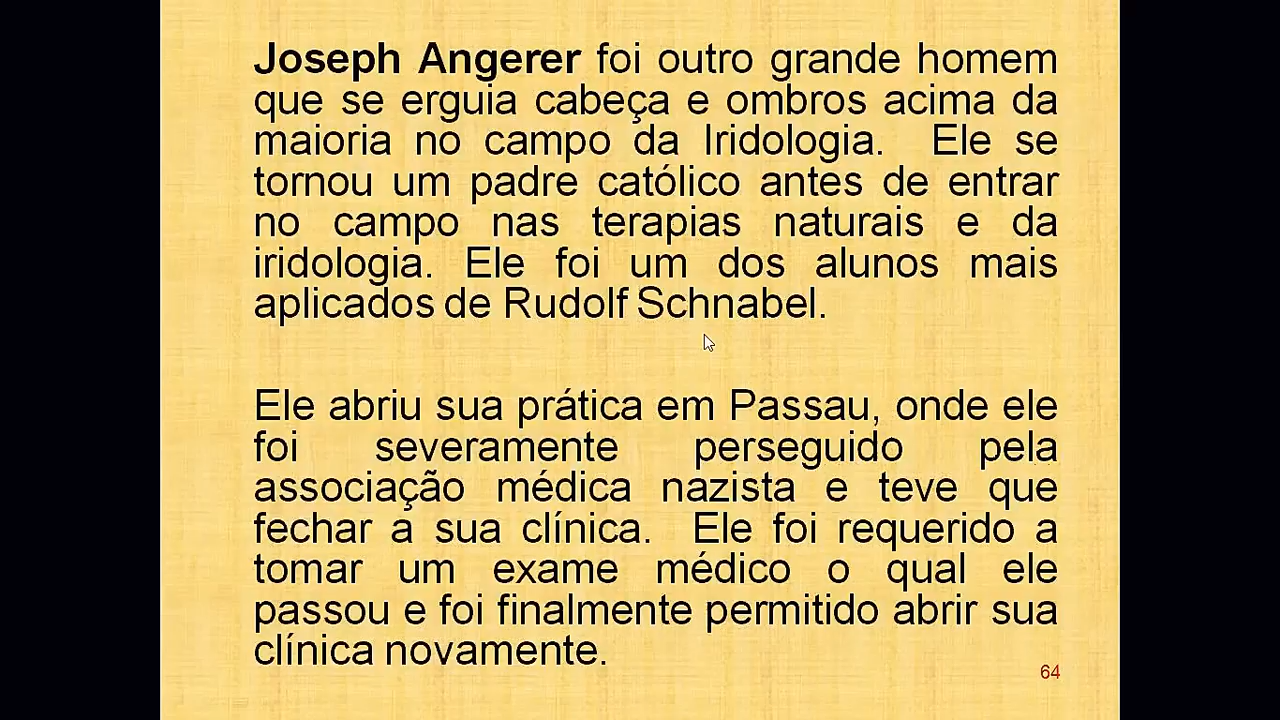 Joseph Angerer foi outro grande homem
que se erguia cabeça e ombros acima da
maioria no campo da Iridologia. Ele se
tornou um padre católico antes de entrar
no campo nas terapias naturais e da
iridologia. Ele foi um dos alunos mais
aplicados de Rudolf Schnabel.
Ele abriu sua prática em Passau, onde ele
foi severamente perseguido pela
associação médica nazista e teve que
fechar a sua clínica. Ele foi requerido a
tomar um exame médico o qual ele
passou e foi finalmente permitido abrir sua
clínica novamente.
64